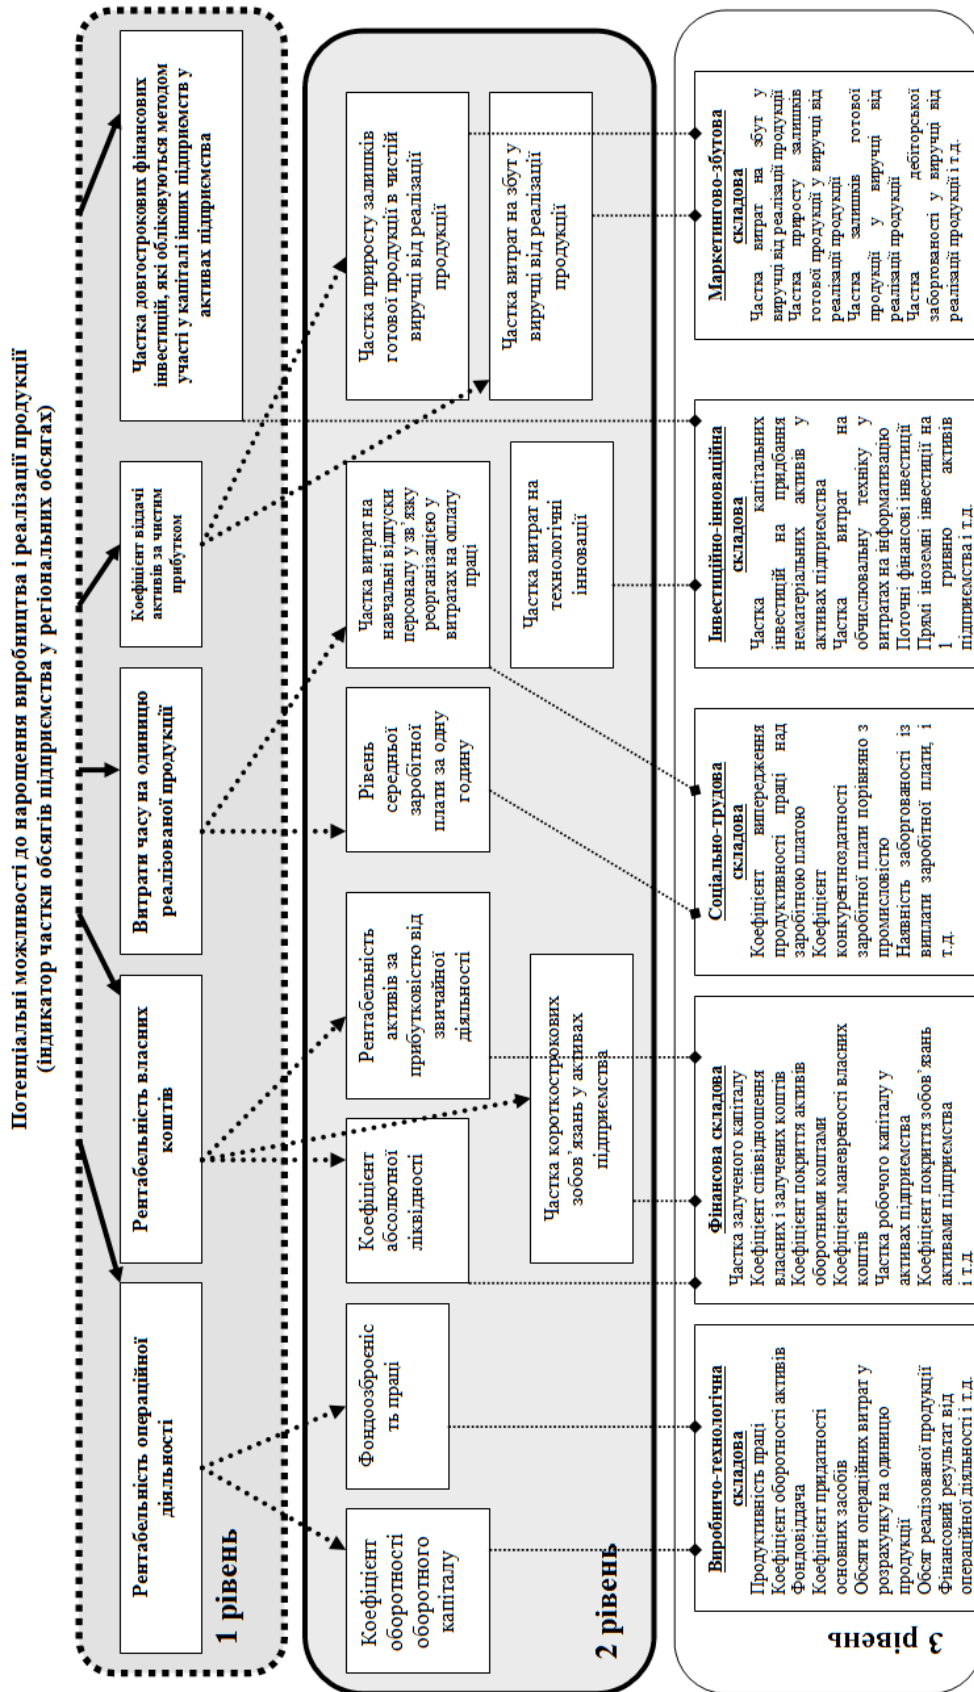 Потенціальні можливості до нарощення виробництва і реалізації продукції
(індикатор частки обсягів підприємства у регіональних обсягах)
Рентабельність операційної
діяльності
Рентабельність власних
коштів
Витрати часу на одиницю
реалізованої продукції
Коефіцієнт віддачі
активів за чистим
прибутком
Частка довгострокових фінансових
інвестицій, які обліковуються методом
участі у капіталі інших підприємств у
активах підприємства
1 рівень
Коефіцієнт
оборотності
оборотного
капіталу
Фондоозброєніс
ть праці
Коефіцієнт
абсолютної
ліквідності
Рентабельність
активів за
прибутковістю від
звичайної
діяльності
Рівень
середньої
заробітної
плати за одну
годину
Частка витрат на
навчальні відпуски
персоналу у зв’язку
реорганізацією у
витратах на оплату
праці
Частка приросту залишків
готової продукції в чистій
виручці від реалізації
продукції
Частка короткострокових
зобов’язань у активах
підприємства
Частка витрат на
технологічні
інновації
Частка витрат на збут у
виручці від реалізації
продукції
2 рівень
Виробничо-технологічна
складова
Продуктивність праці
Коефіцієнт оборотності активів
Фондовіддача
Коефіцієнт придатності
основних засобів
Обсяги операційних витрат у
розрахунку на одиницю
продукції
Обсяг реалізованої продукції
Фінансовий результат від
операційної діяльності і т.д.
Фінансова складова
Частка залученого капіталу
Коефіцієнт співвідношення
власних і залучених коштів
Коефіцієнт покриття активів
оборотними коштами
Коефіцієнт маневреності власних
коштів
Частка робочого капіталу у
активах підприємства
Коефіцієнт покриття зобов’язань
активами підприємства
і т.д.
Соціально-трудова
складова
Коефіцієнт випередження
продуктивності праці над
заробітною платою
Коефіцієнт
конкурентноздатності
заробітної плати порівняно з
промисловістю
Наявність заборгованості із
виплати заробітної плати, і
т.д.
Інвестиційно-інноваційна
складова
Частка капітальних
інвестицій на придбання
нематеріальних активів у
активах підприємства
Частка витрат на
обчислювальну техніку у
витратах на інформатизацію
Поточні фінансові інвестиції
Прямі іноземні інвестиції на
1 гривню активів
підприємства і т.д.
Маркетингово-збутова
складова
Частка витрат на збут у
виручці від реалізації продукції
Частка приросту залишків
готової продукції у виручці від
реалізації продукції
Частка залишків готової
продукції у виручці від
реалізації продукції
Частка дебіторської
заборгованості у виручці від
реалізації продукції і т.д.
3 рівень